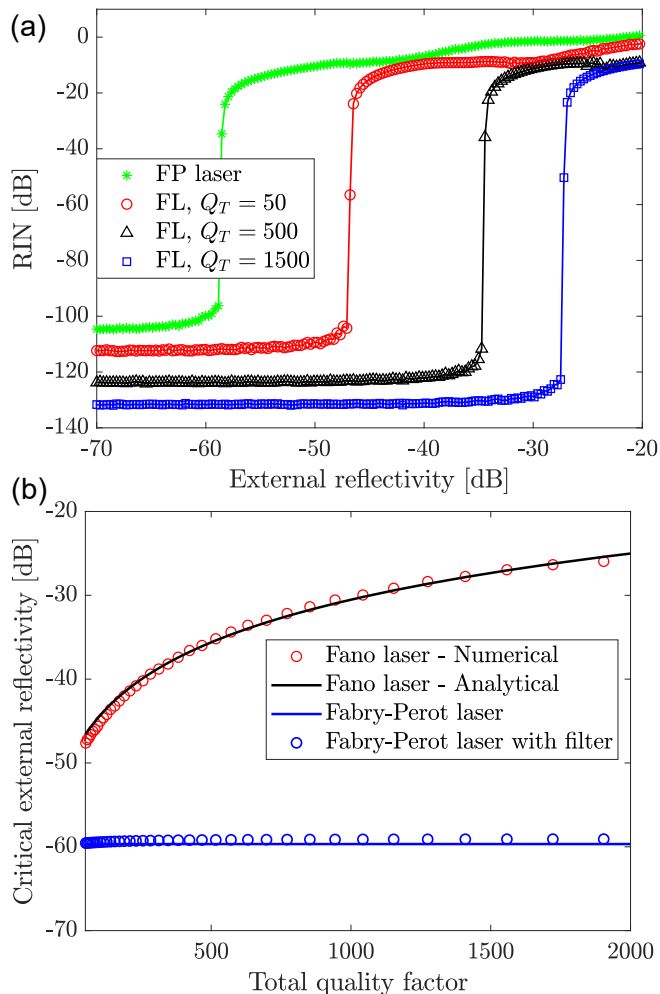 (a)
0
-20
-40
-60
-80
-100
-120
-140
RIN [dB]
FP laser
FL, Q_T = 50
FL, Q_T = 500
FL, Q_T = 1500
-70 -60 -50 -40 -30 -20
External reflectivity [dB]
(b)
-20
-30
-40
-50
-60
-70
Critical external reflectivity [dB]
Fano laser - Numerical
Fano laser - Analytical
Fabry-Perot laser
Fabry-Perot laser with filter
500 1000 1500 2000
Total quality factor